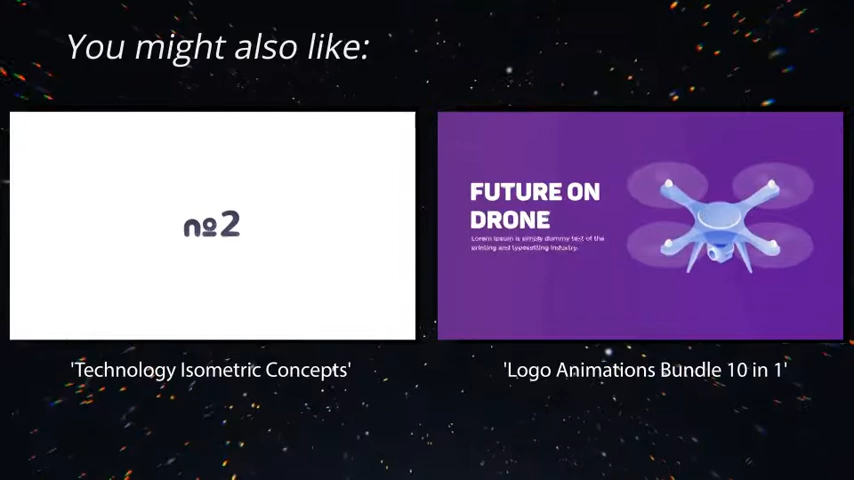 You might also like:
nº2
FUTURE ON
DRONE
Lorem Ipsum is simply dummy text of the
printing and typesetting industry.
'Technology Isometric Concepts'
'Logo Animations Bundle 10 in 1'